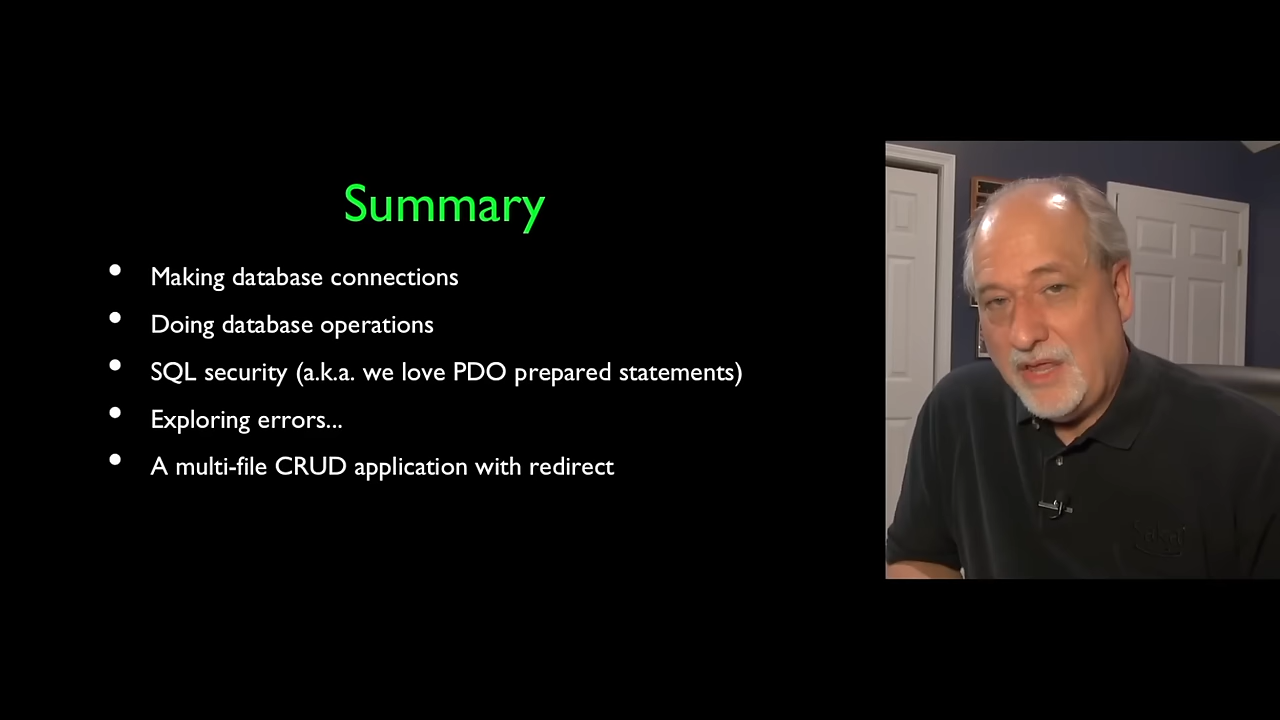 Summary
Making database connections
Doing database operations
SQL security (a.k.a. we love PDO prepared statements)
Exploring errors...
A multi-file CRUD application with redirect